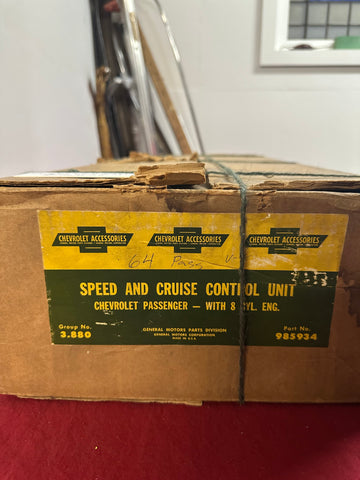 CHEVROLET ACCESSORIES CHEVROLET ACCESSORIES CHEVROLET ACCESSORIES
'64 Pass V-
SPEED AND CRUISE CONTROL UNIT
CHEVROLET PASSENGER — WITH 8 CYL. ENG.
Group No.
3.880
GENERAL MOTORS PARTS DIVISION
GENERAL MOTORS CORPORATION
MADE IN U.S.A.
Part No.
985934